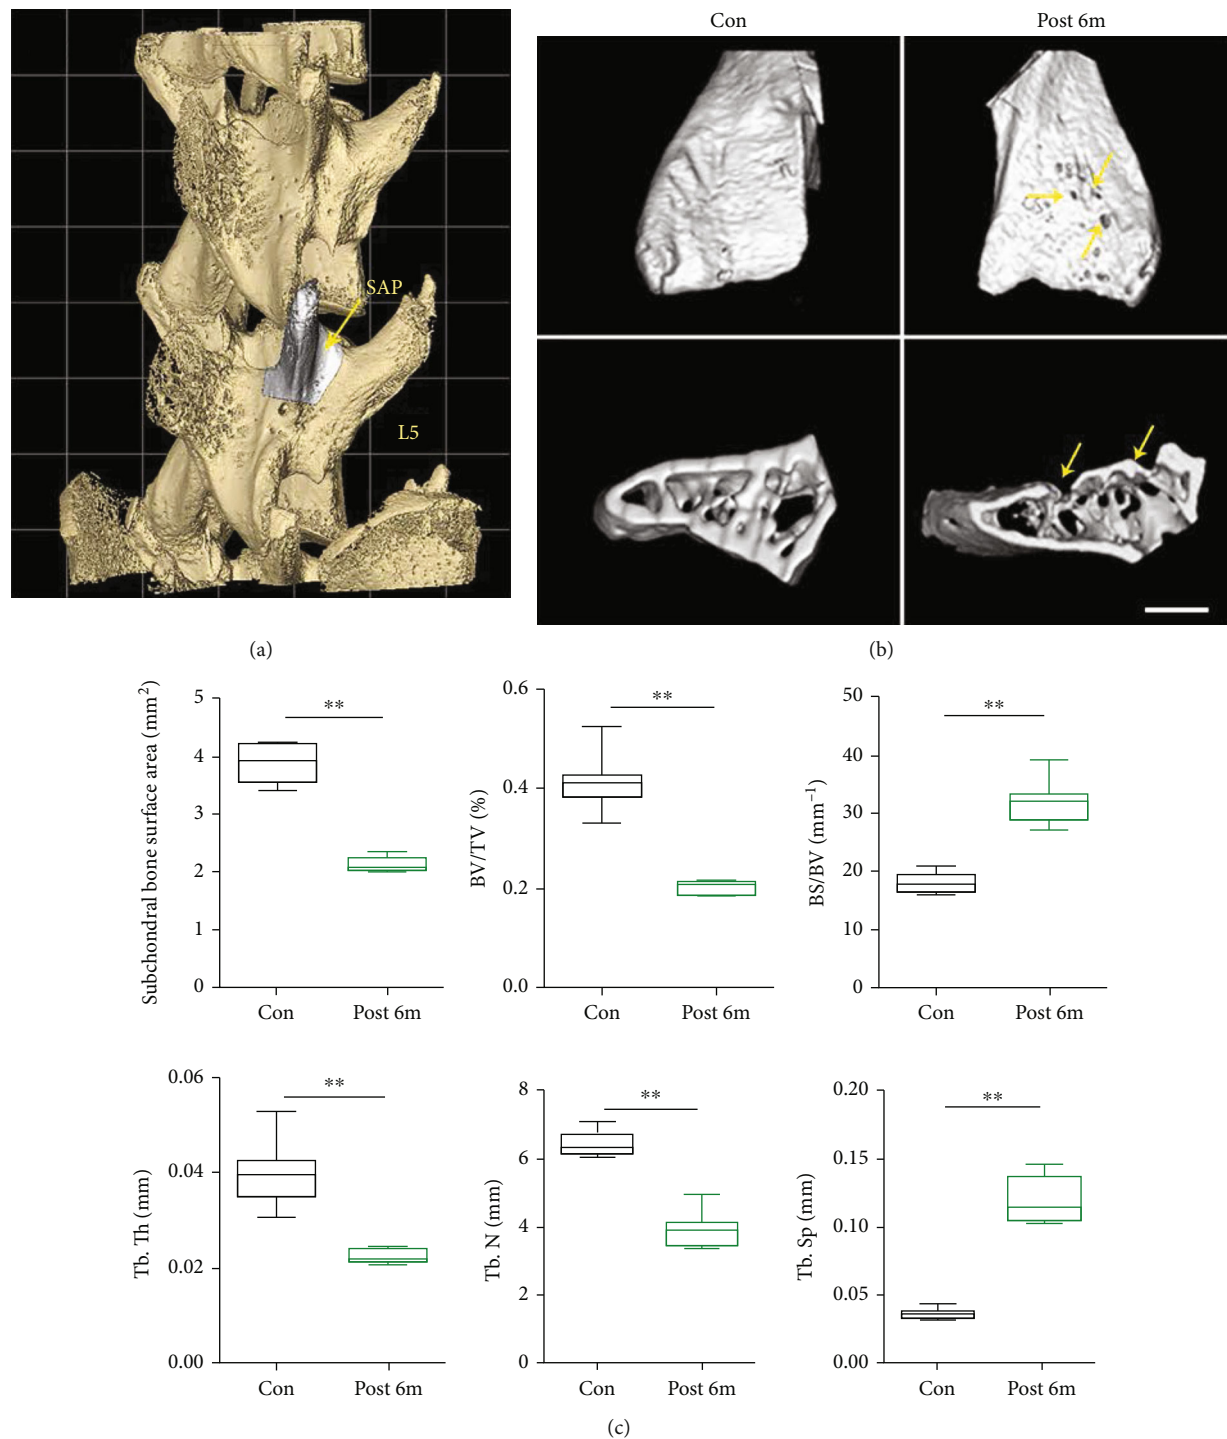 Con
Post 6m
SAP
L5
(a)
(b)
Subchondral bone surface area (mm²)
5
4
3
2
1
0
**
Con
Post 6m
BV/TV (%)
0.6
0.4
0.2
0.0
**
Con
Post 6m
BS/BV (mm⁻¹)
50
40
30
20
10
0
**
Con
Post 6m
Tb. Th (mm)
0.06
0.04
0.02
0.00
**
Con
Post 6m
Tb. N (mm)
8
6
4
2
0
**
Con
Post 6m
Tb. Sp (mm)
0.20
0.15
0.10
0.05
0.00
**
Con
Post 6m
(c)